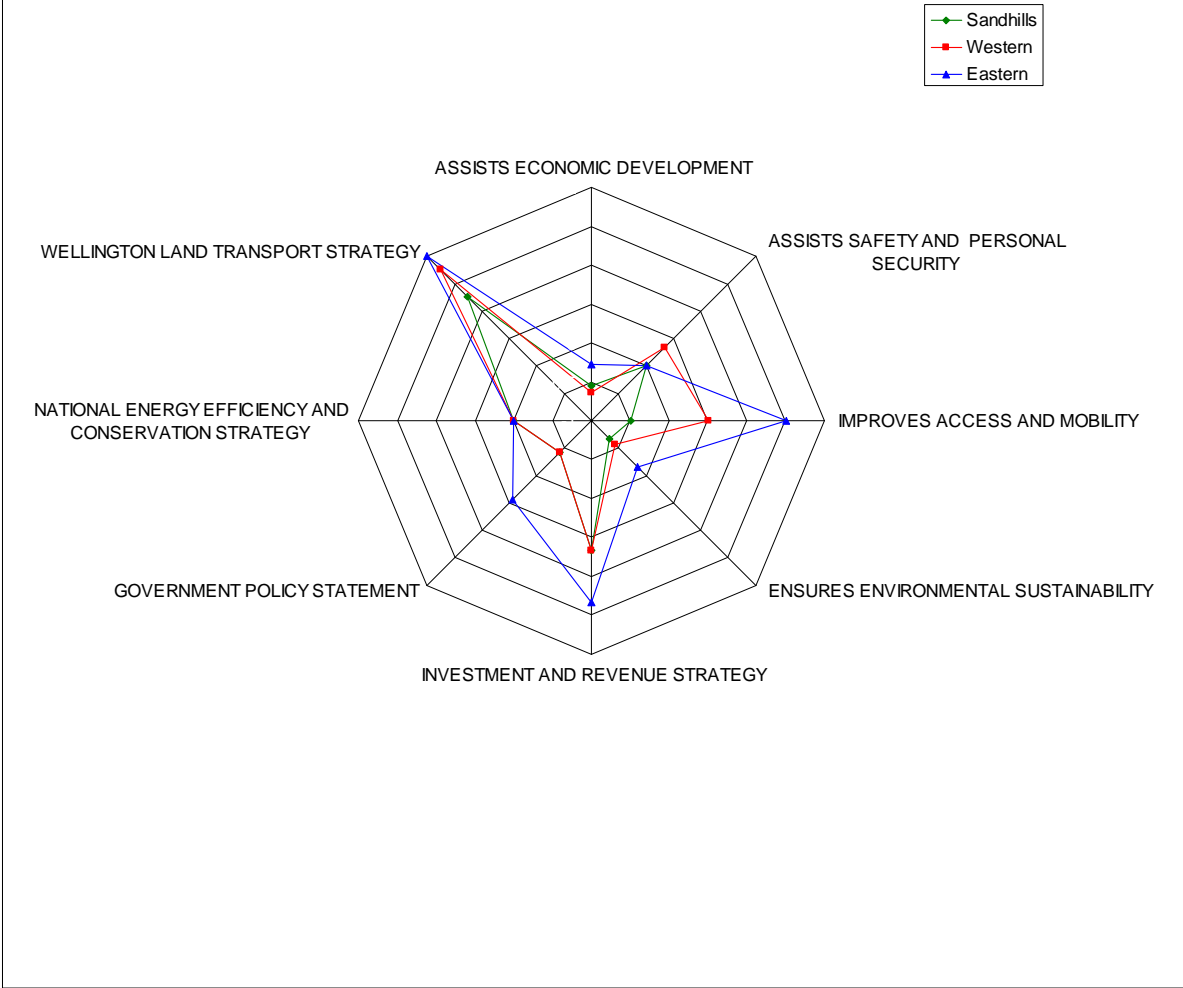 Sandhills
Western
Eastern
ASSISTS ECONOMIC DEVELOPMENT
ASSISTS SAFETY AND PERSONAL
SECURITY
WELLINGTON LAND TRANSPORT STRATEGY
NATIONAL ENERGY EFFICIENCY AND
CONSERVATION STRATEGY
IMPROVES ACCESS AND MOBILITY
GOVERNMENT POLICY STATEMENT
ENSURES ENVIRONMENTAL SUSTAINABILITY
INVESTMENT AND REVENUE STRATEGY